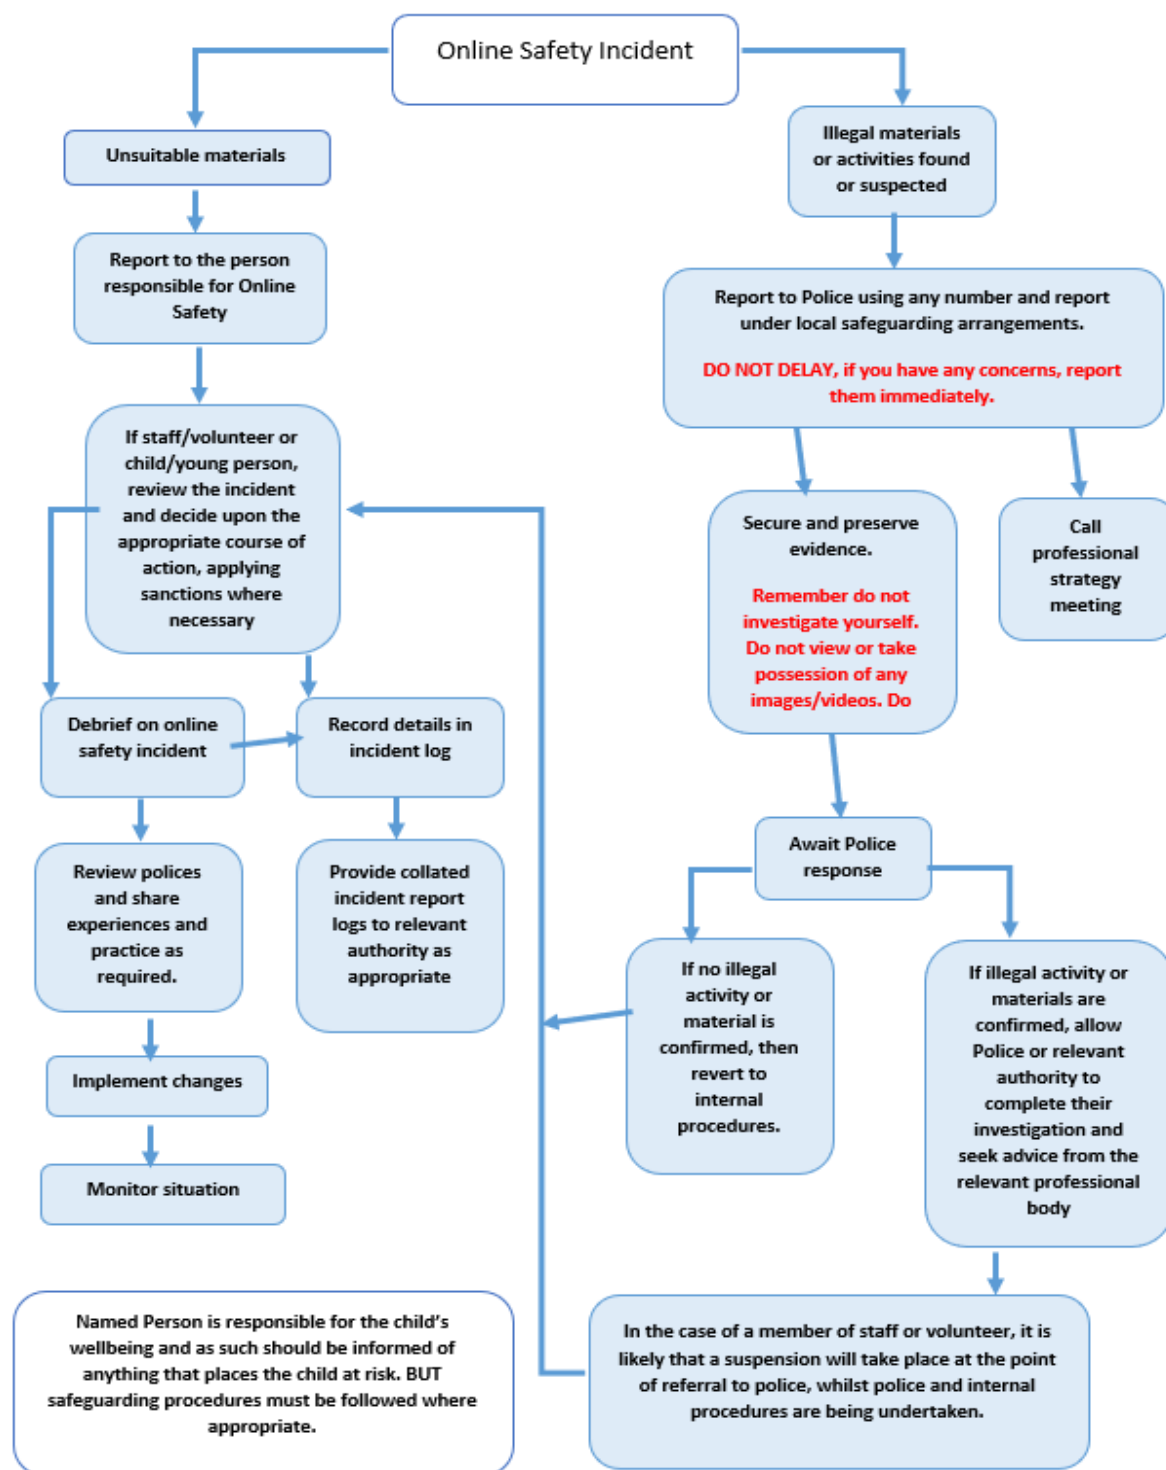 Online Safety Incident
Unsuitable materials
Report to the person
responsible for Online
Safety
If staff/volunteer or
child/young person,
review the incident
and decide upon the
appropriate course of
action, applying
sanctions where
necessary
Debrief on online
safety incident
Record details in
incident log
Review polices
and share
experiences and
practice as
required.
Provide collated
incident report
logs to relevant
authority as
appropriate
Implement changes
Monitor situation
Illegal materials
or activities found
or suspected
Report to Police using any number and report
under local safeguarding arrangements.
DO NOT DELAY, if you have any concerns, report
them immediately.
Secure and preserve
evidence.
Remember do not
investigate yourself.
Do not view or take
possession of any
images/videos. Do
Call
professional
strategy
meeting
Await Police
response
If no illegal
activity or
material is
confirmed, then
revert to
internal
procedures.
If illegal activity or
materials are
confirmed, allow
Police or relevant
authority to
complete their
investigation and
seek advice from the
relevant professional
body
In the case of a member of staff or volunteer, it is
likely that a suspension will take place at the point
of referral to police, whilst police and internal
procedures are being undertaken.
Named Person is responsible for the child's
wellbeing and as such should be informed of
anything that places the child at risk. BUT
safeguarding procedures must be followed where
appropriate.